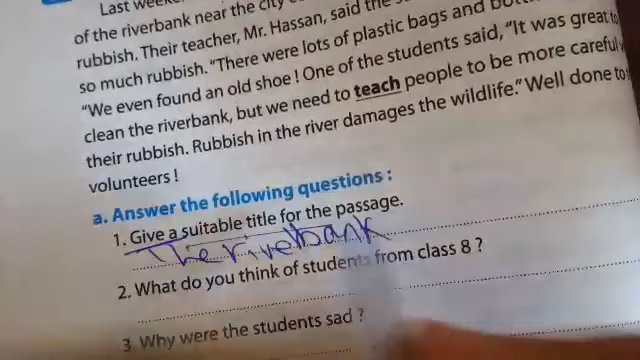 Last week
of the riverbank near the city
rubbish. Their teacher, Mr. Hassan, said the
so much rubbish. "There were lots of plastic bags and
"We even found an old shoe ! One of the students said, "It was great to
clean the riverbank, but we need to teach people to be more careful
their rubbish. Rubbish in the river damages the wildlife." Well done to
volunteers !
a. Answer the following questions :
1. Give a suitable title for the passage.
The riverbank
2. What do you think of students from class 8 ?
3 Why were the students sad ?